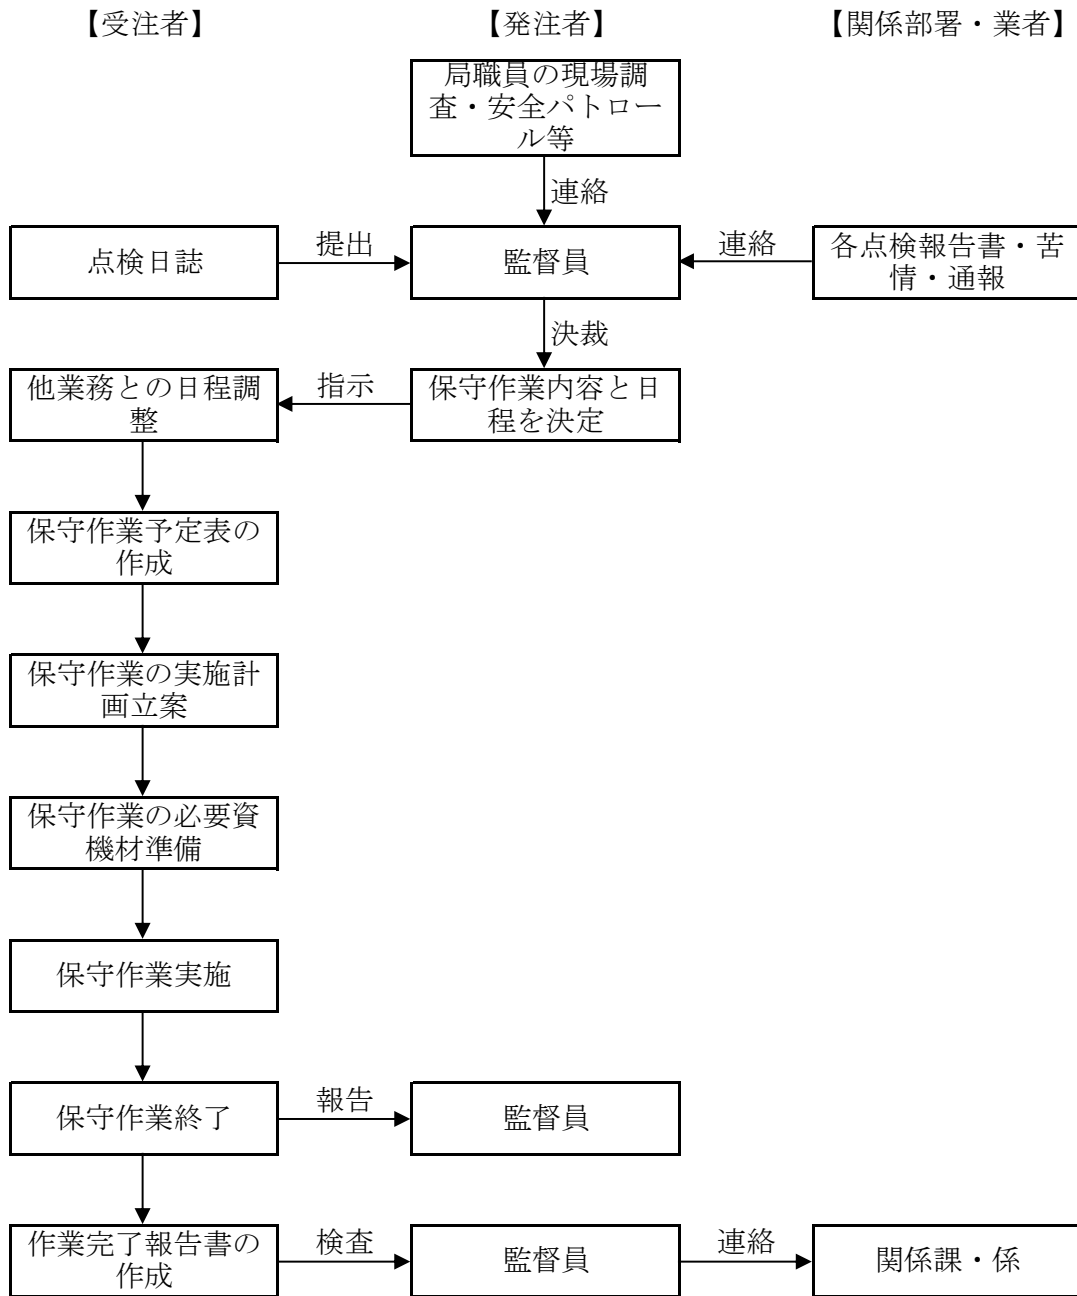 【受注者】
【発注者】
【関係部署・業者】
局職員の現場調
査・安全パトロー
ル等
連絡
点検日誌
提出
監督員
連絡
各点検報告書・苦
情・通報
決裁
他業務との日程調
整
指示
保守作業内容と日
程を決定
保守作業予定表の
作成
保守作業の実施計
画立案
保守作業の必要資
機材準備
保守作業実施
保守作業終了
報告
監督員
作業完了報告書の
作成
検査
監督員
連絡
関係課・係